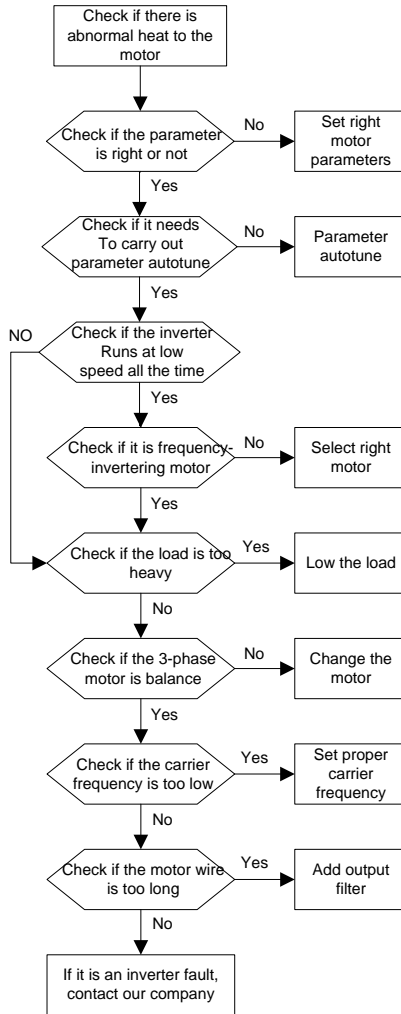 Check if there is
abnormal heat to the
motor
Check if the parameter
is right or not
No
Set right
motor
parameters
Yes
Check if it needs
To carry out
parameter autotune
No
Parameter
autotune
Yes
NO
Check if the inverter
Runs at low
speed all the time
Yes
Check if it is frequency-
invertering motor
No
Select right
motor
Yes
Check if the load is too
heavy
Yes
Low the load
No
Check if the 3-phase
motor is balance
No
Change the
motor
Yes
Check if the carrier
frequency is too low
Yes
Set proper
carrier
frequency
No
Check if the motor wire
is too long
Yes
Add output
filter
No
If it is an inverter fault,
contact our company